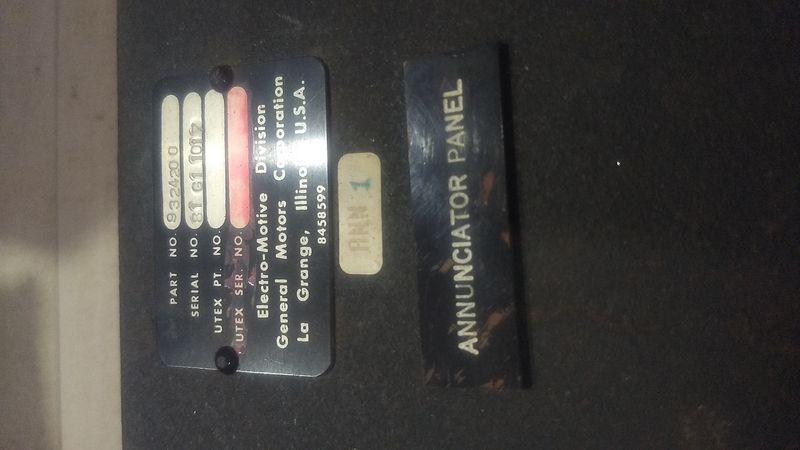 PART NO. 9324200
SERIAL NO. 81 G1 1017
UTEX PT. NO.
UTEX SER. NO.
Electro-Motive Division
General Motors Corporation
La Grange, Illinois, U.S.A.
8458599
ANN 1
ANNUNCIATOR PANEL